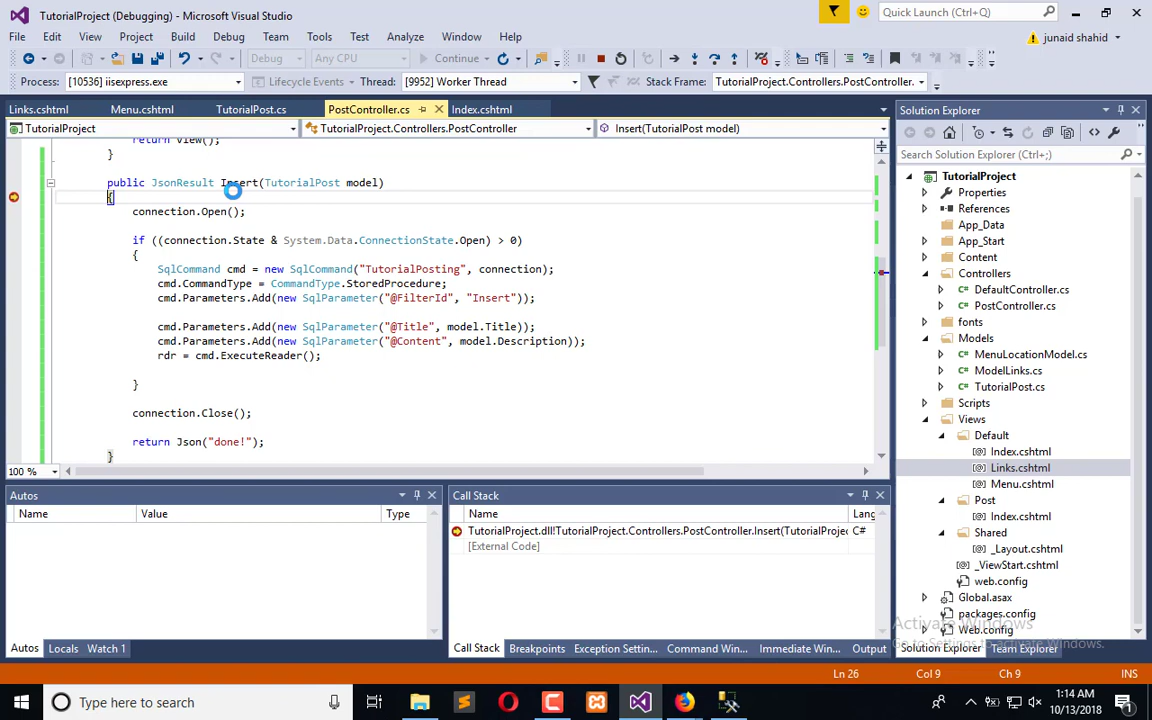 TutorialProject (Debugging) - Microsoft Visual Studio
Quick Launch (Ctrl+Q)
File Edit View Project Build Debug Team Tools Test Analyze Window Help
junaid shahid
Debug Any CPU Continue
Process: [10536] iisexpress.exe Lifecycle Events Thread: [9952] Worker Thread Stack Frame: TutorialProject.Controllers.PostController.
Links.cshtml Menu.cshtml TutorialPost.cs PostController.cs Index.cshtml
TutorialProject TutorialProject.Controllers.PostController Insert(TutorialPost model)
return View();
}
public JsonResult Insert(TutorialPost model)
{
connection.Open();
if ((connection.State & System.Data.ConnectionState.Open) > 0)
{
SqlCommand cmd = new SqlCommand("TutorialPosting", connection);
cmd.CommandType = CommandType.StoredProcedure;
cmd.Parameters.Add(new SqlParameter("@FilterId", "Insert"));
cmd.Parameters.Add(new SqlParameter("@Title", model.Title));
cmd.Parameters.Add(new SqlParameter("@Content", model.Description));
rdr = cmd.ExecuteReader();
}
connection.Close();
return Json("done!");
}
100 %
Solution Explorer
Search Solution Explorer (Ctrl+;)
TutorialProject
Properties
References
App_Data
App_Start
Content
Controllers
DefaultController.cs
PostController.cs
fonts
Models
MenuLocationModel.cs
ModelLinks.cs
TutorialPost.cs
Scripts
Views
Default
Index.cshtml
Links.cshtml
Menu.cshtml
Post
Index.cshtml
Shared
_Layout.cshtml
_ViewStart.cshtml
web.config
Global.asax
packages.config
Web.config
Solution Explorer Team Explorer
Activate Windows
Go to Settings to activate Windows.
Autos
Name Value Type
Autos Locals Watch 1
Call Stack
Name Lang
TutorialProject.dll!TutorialProject.Controllers.PostController.Insert(TutorialProjec C#
[External Code]
Call Stack Breakpoints Exception Settin... Command Win... Immediate Win... Output
Ln 26 Col 9 Ch 9 INS
Type here to search
1:14 AM
10/13/2018
1